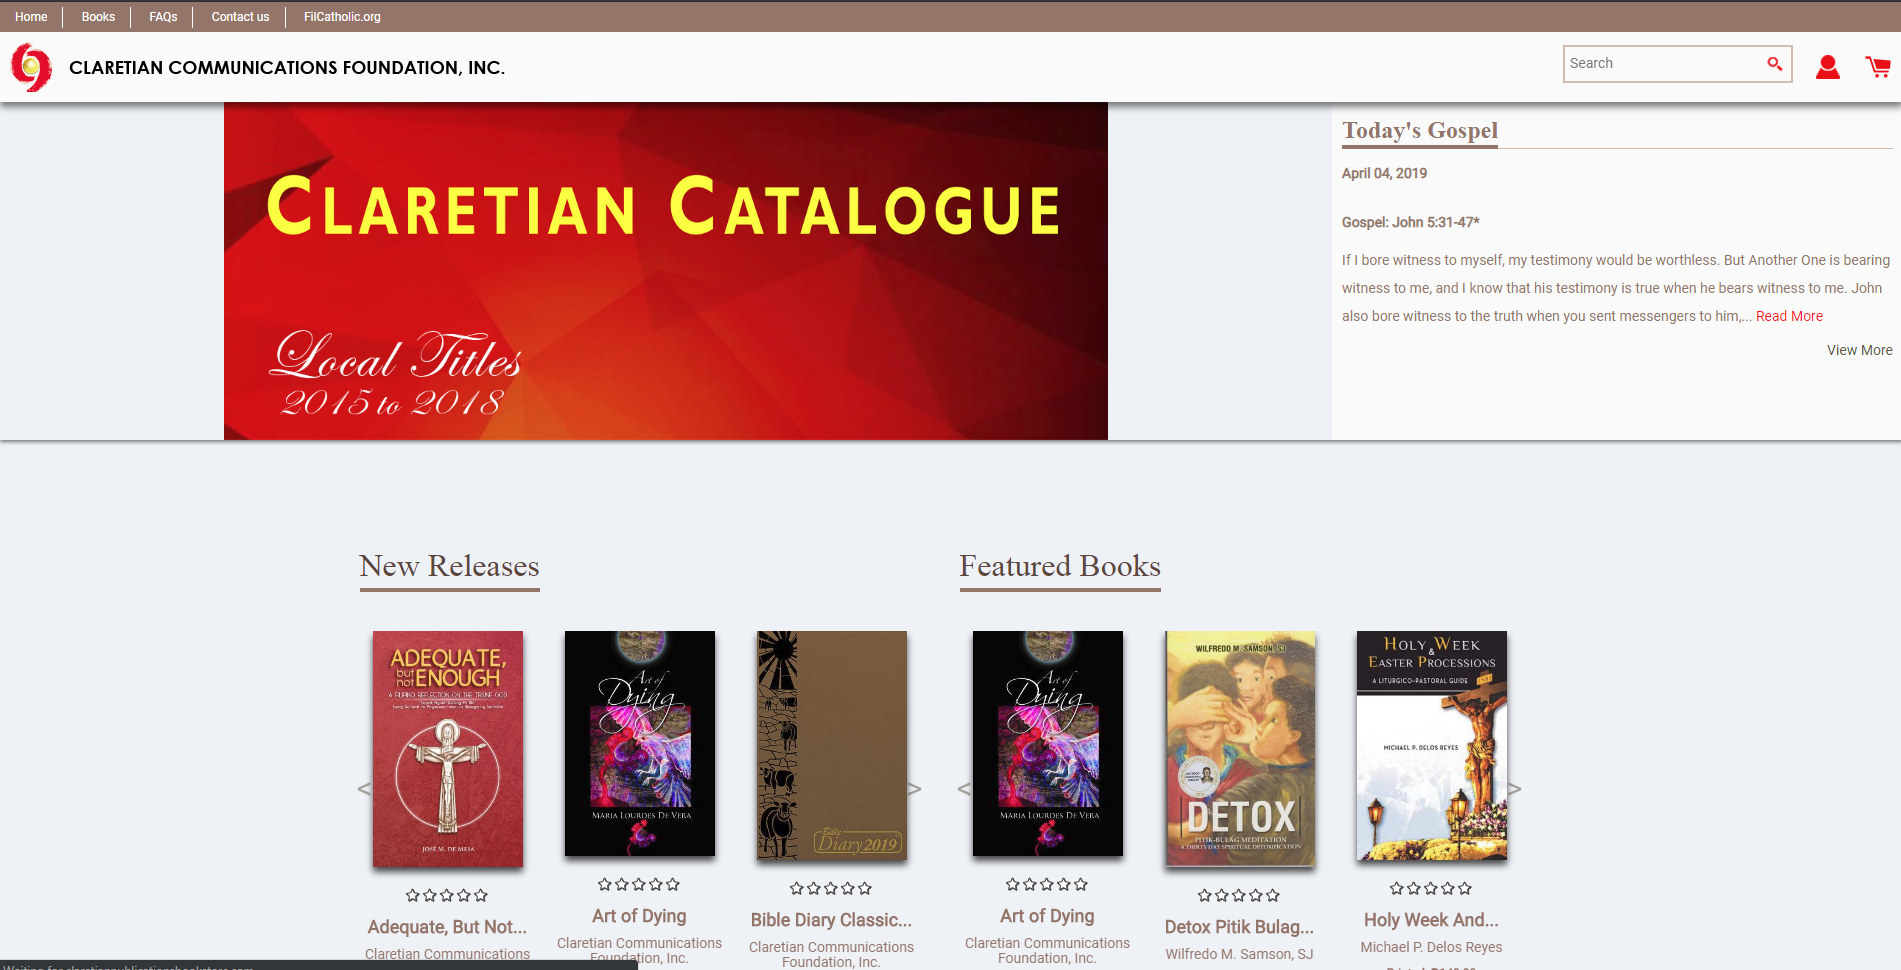 Home
Books
FAQs
Contact us
FilCatholic.org
CLARETIAN COMMUNICATIONS FOUNDATION, INC.
Search
CLARETIAN CATALOGUE
Local Titles
2015 to 2018
Today's Gospel
April 04, 2019
Gospel: John 5:31-47*
If I bore witness to myself, my testimony would be worthless. But Another One is bearing
witness to me, and I know that his testimony is true when he bears witness to me. John
also bore witness to the truth when you sent messengers to him,... Read More
View More
New Releases
ADEQUATE,
but
not ENOUGH
A FILIPINO REFLECTION ON THE TRIUNE GOD
JOSÉ M. DE MESA
Adequate, But Not...
Claretian Communications
Art of
Dying
MARIA LOURDES DE VERA
Art of Dying
Claretian Communications
Foundation, Inc.
Bible
Diary 2019
Bible Diary Classic...
Claretian Communications
Foundation, Inc.
Featured Books
Art of
Dying
MARIA LOURDES DE VERA
Art of Dying
Claretian Communications
Foundation, Inc.
WILFREDO M. SAMSON, SJ
DETOX
PITIK-BULAG MEDITATION
A THIRTY-DAY SPIRITUAL DETOXIFICATION
Detox Pitik Bulag...
Wilfredo M. Samson, SJ
HOLY WEEK
&
EASTER PROCESSIONS
A LITURGICO-PASTORAL GUIDE
MICHAEL P. DELOS REYES
Holy Week And...
Michael P. Delos Reyes